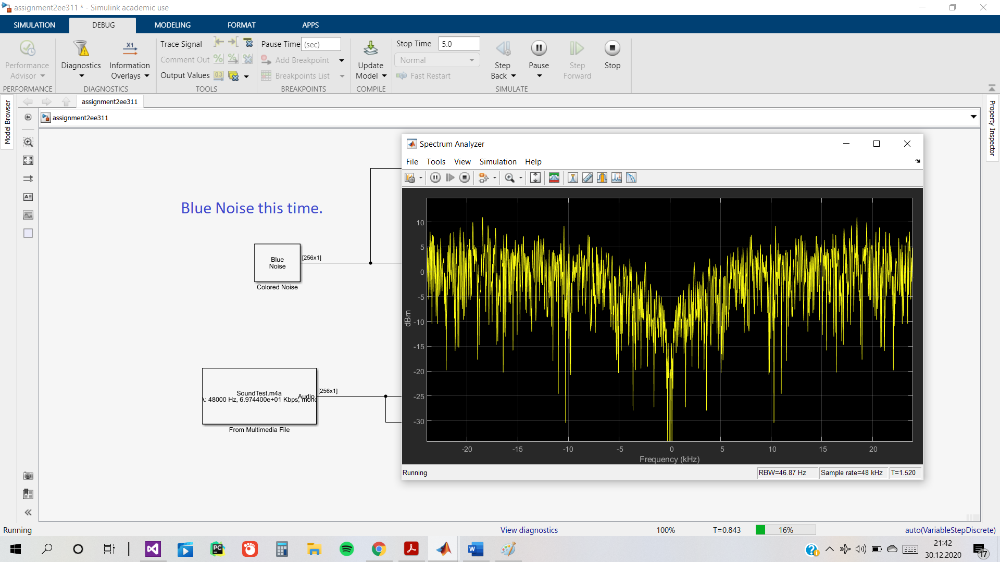 assignment2ee311 * - Simulink academic use
SIMULATION DEBUG MODELING FORMAT APPS
Performance Advisor
PERFORMANCE
Diagnostics
Information Overlays
DIAGNOSTICS
Trace Signal
Comment Out
Output Values
TOOLS
Pause Time (sec)
Add Breakpoint
Breakpoints List
BREAKPOINTS
Update Model
COMPILE
Stop Time 5.0
Normal
Fast Restart
Step Back
Pause
Step Forward
Stop
SIMULATE
Model Browser
Property Inspector
assignment2ee311
assignment2ee311
Blue Noise this time.
Blue
Noise
[256x1]
Colored Noise
SoundTest.m4a
Audio
: 48000 Hz, 6.974400e+01 Kbps, mono
[256x1]
From Multimedia File
Spectrum Analyzer
File Tools View Simulation Help
10
5
0
-5
-10
-15
-20
-25
-30
dBm
-20 -15 -10 -5 0 5 10 15 20
Frequency (kHz)
Running RBW=46.87 Hz Sample rate=48 kHz T=1.520
Running View diagnostics 100% T=0.843 16% auto(VariableStepDiscrete)
21:42
30.12.2020
17